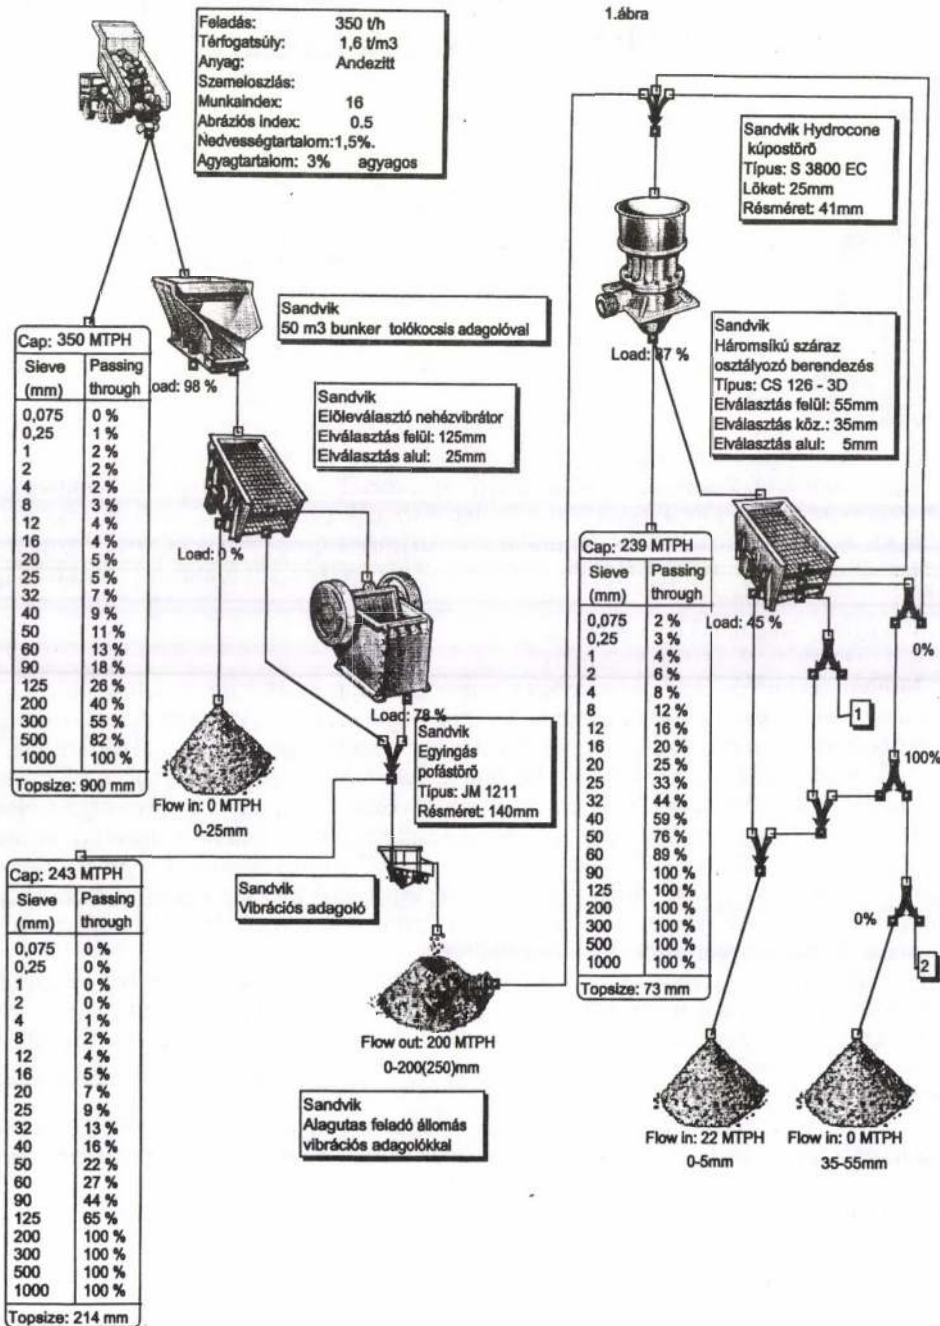 1.ábra
Feladás: 350 t/h
Térfogatsúly: 1,6 t/m3
Anyag: Andezitt
Szemeloszlás:
Munkaindex: 16
Abráziós index: 0.5
Nedvességtartalom: 1,5%.
Agyagtartalom: 3% agyagos
Sandvik
50 m3 bunker tolókocsis adagolóval
Load: 98 %
Cap: 350 MTPH
Sieve Passing
(mm) through
0,075 0 %
0,25 1 %
1 2 %
2 2 %
4 2 %
8 3 %
12 4 %
16 4 %
20 5 %
25 5 %
32 7 %
40 9 %
50 11 %
60 13 %
90 18 %
125 26 %
200 40 %
300 55 %
500 82 %
1000 100 %
Topsize: 900 mm
Sandvik
Előleválasztó nehézvibrátor
Elválasztás felül: 125mm
Elválasztás alul: 25mm
Load: 0 %
Flow in: 0 MTPH
0-25mm
Load: 78 %
Sandvik
Egyingás
pofástörő
Típus: JM 1211
Résméret: 140mm
Cap: 243 MTPH
Sieve Passing
(mm) through
0,075 0 %
0,25 0 %
1 0 %
2 0 %
4 1 %
8 2 %
12 4 %
16 5 %
20 7 %
25 9 %
32 13 %
40 16 %
50 22 %
60 27 %
90 44 %
125 65 %
200 100 %
300 100 %
500 100 %
1000 100 %
Topsize: 214 mm
Sandvik
Vibrációs adagoló
Flow out: 200 MTPH
0-200(250)mm
Sandvik
Alagutas feladó állomás
vibrációs adagolókkal
Sandvik Hydrocone
kúpostörő
Típus: S 3800 EC
Löket: 25mm
Résméret: 41mm
Load: 87 %
Sandvik
Háromsíkú száraz
osztályozó berendezés
Típus: CS 126 - 3D
Elválasztás felül: 55mm
Elválasztás köz.: 35mm
Elválasztás alul: 5mm
Cap: 239 MTPH
Sieve Passing
(mm) through
0,075 2 %
0,25 3 %
1 4 %
2 6 %
4 8 %
8 12 %
12 16 %
16 20 %
20 25 %
25 33 %
32 44 %
40 59 %
50 76 %
60 89 %
90 100 %
125 100 %
200 100 %
300 100 %
500 100 %
1000 100 %
Topsize: 73 mm
Load: 45 %
0%
1
100%
0%
2
Flow in: 22 MTPH
0-5mm
Flow in: 0 MTPH
35-55mm